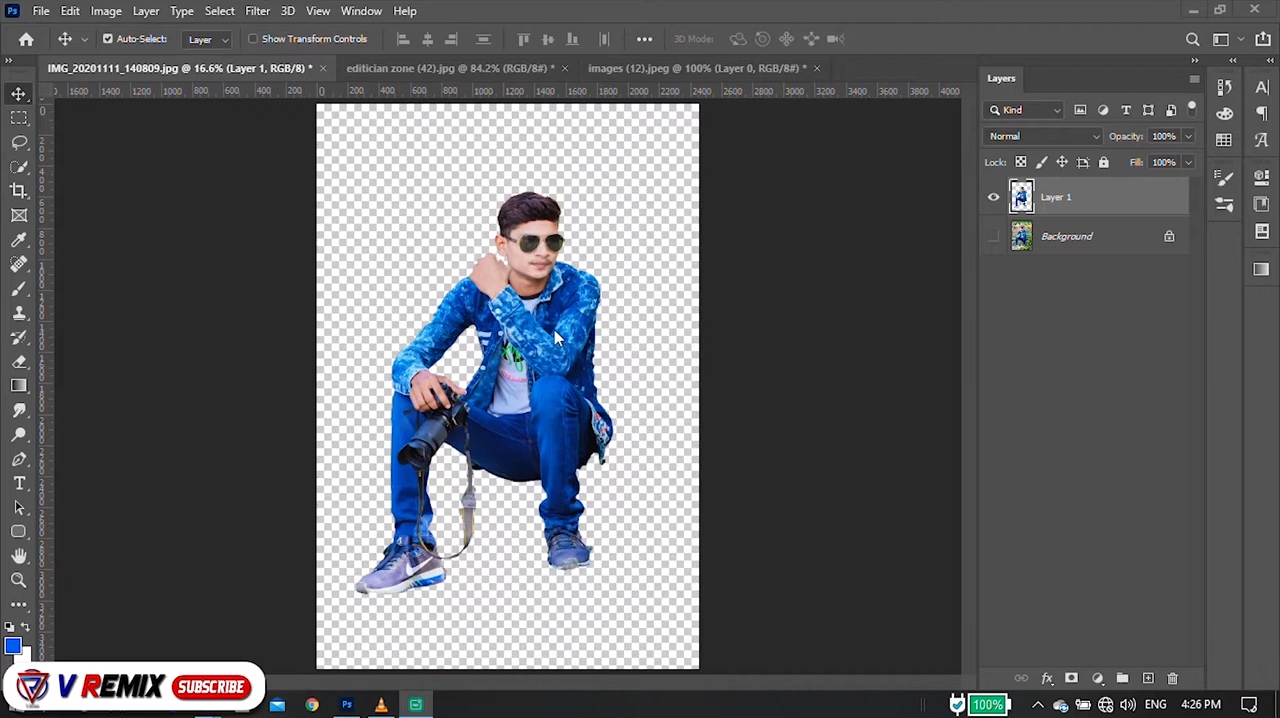 Ps File Edit Image Layer Type Select Filter 3D View Window Help
Auto-Select: Layer Show Transform Controls 3D Mode:
IMG_20201111_140809.jpg @ 16.6% (Layer 1, RGB/8) * × editician zone (42).jpg @ 84.2% (RGB/8#) * × images (12).jpeg @ 100% (Layer 0, RGB/8#) * ×
Layers
1600 1400 1200 1000 800 600 400 200 0 200 400 600 800 1000 1200 1400 1600 1800 2000 2200 2400 2600 2800 3000 3200 3400 3600 3800 4000
Kind
Normal Opacity: 100%
Lock: Fill: 100%
Layer 1
Background
V REMIX SUBSCRIBE
Ps 100% ENG 4:26 PM